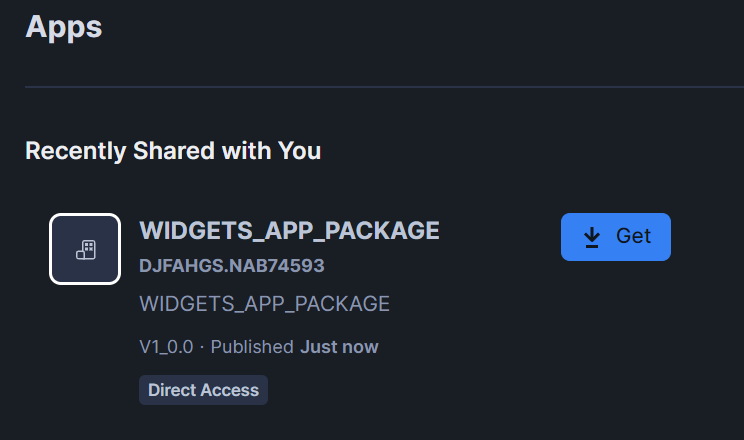 Apps
Recently Shared with You
WIDGETS_APP_PACKAGE
Get
DJFAHGS.NAB74593
WIDGETS_APP_PACKAGE
V1_0.0 · Published Just now
Direct Access